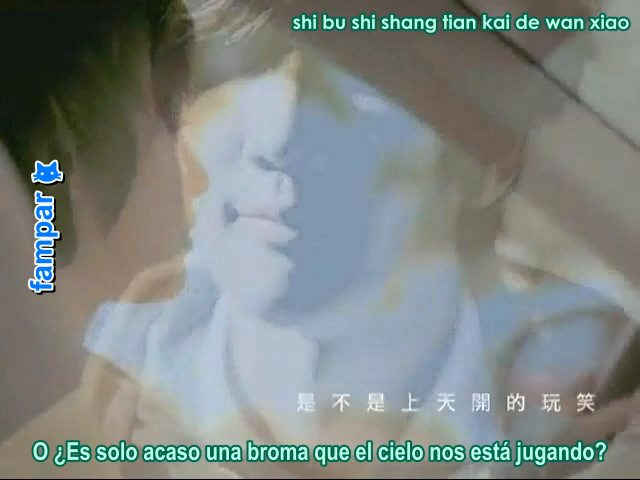 shi bu shi shang tian kai de wan xiao
fampar
是不是上天開的玩笑
O ¿Es solo acaso una broma que el cielo nos está jugando?